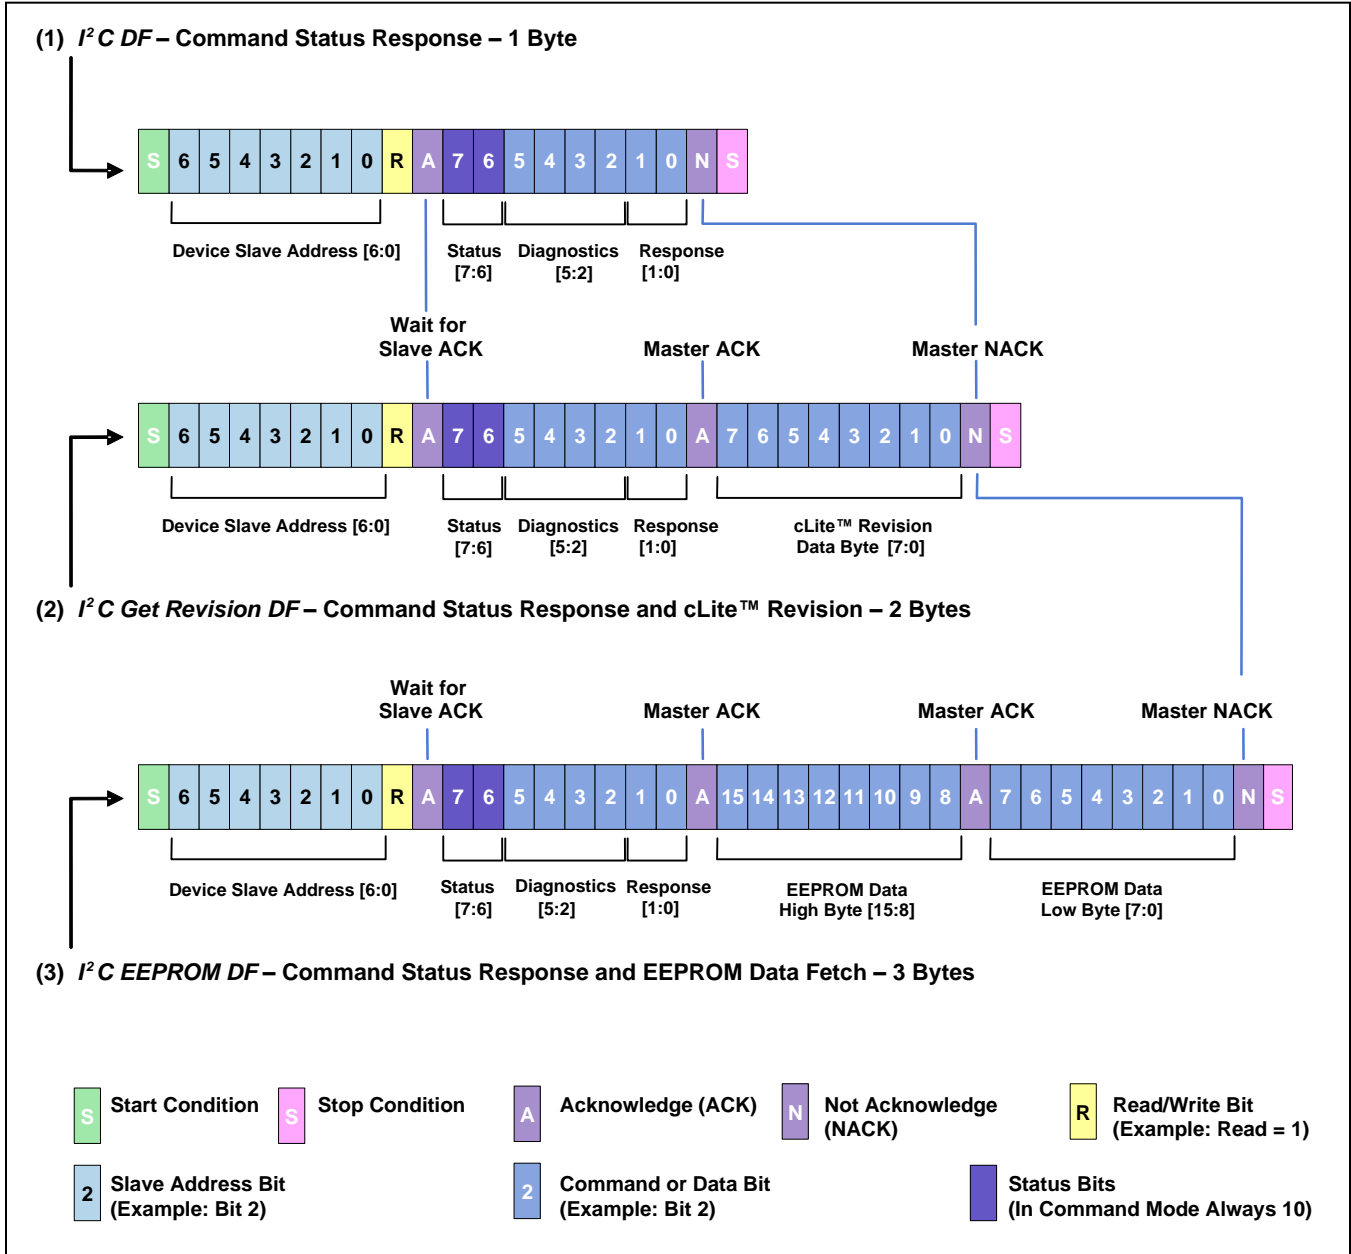 (1) I² C DF – Command Status Response – 1 Byte
S 6 5 4 3 2 1 0 R A 7 6 5 4 3 2 1 0 N S
Device Slave Address [6:0] Status [7:6] Diagnostics [5:2] Response [1:0]
Wait for Slave ACK Master ACK Master NACK
S 6 5 4 3 2 1 0 R A 7 6 5 4 3 2 1 0 A 7 6 5 4 3 2 1 0 N S
Device Slave Address [6:0] Status [7:6] Diagnostics [5:2] Response [1:0] cLite™ Revision Data Byte [7:0]
(2) I² C Get Revision DF – Command Status Response and cLite™ Revision – 2 Bytes
Wait for Slave ACK Master ACK Master ACK Master NACK
S 6 5 4 3 2 1 0 R A 7 6 5 4 3 2 1 0 A 15 14 13 12 11 10 9 8 A 7 6 5 4 3 2 1 0 N S
Device Slave Address [6:0] Status [7:6] Diagnostics [5:2] Response [1:0] EEPROM Data High Byte [15:8] EEPROM Data Low Byte [7:0]
(3) I² C EEPROM DF – Command Status Response and EEPROM Data Fetch – 3 Bytes
S Start Condition
S Stop Condition
A Acknowledge (ACK)
N Not Acknowledge (NACK)
R Read/Write Bit (Example: Read = 1)
2 Slave Address Bit (Example: Bit 2)
2 Command or Data Bit (Example: Bit 2)
Status Bits (In Command Mode Always 10)